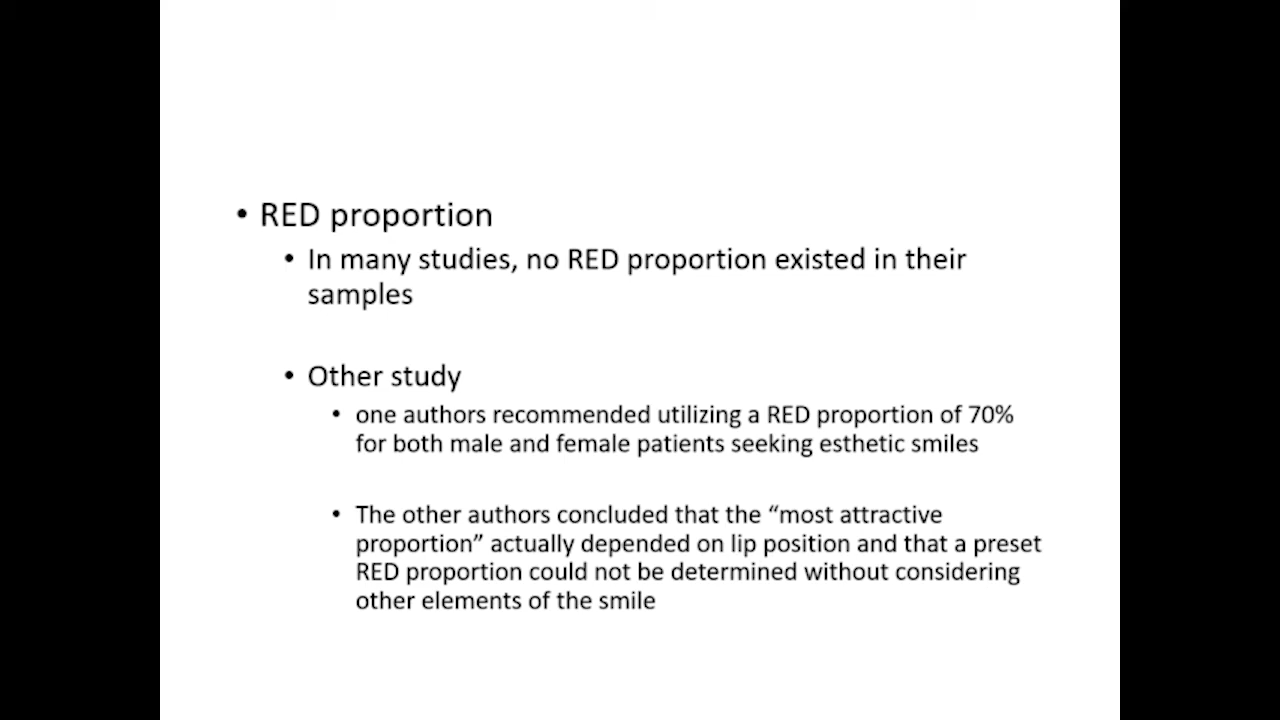 • RED proportion
• In many studies, no RED proportion existed in their
samples
• Other study
• one authors recommended utilizing a RED proportion of 70%
for both male and female patients seeking esthetic smiles
• The other authors concluded that the “most attractive
proportion” actually depended on lip position and that a preset
RED proportion could not be determined without considering
other elements of the smile